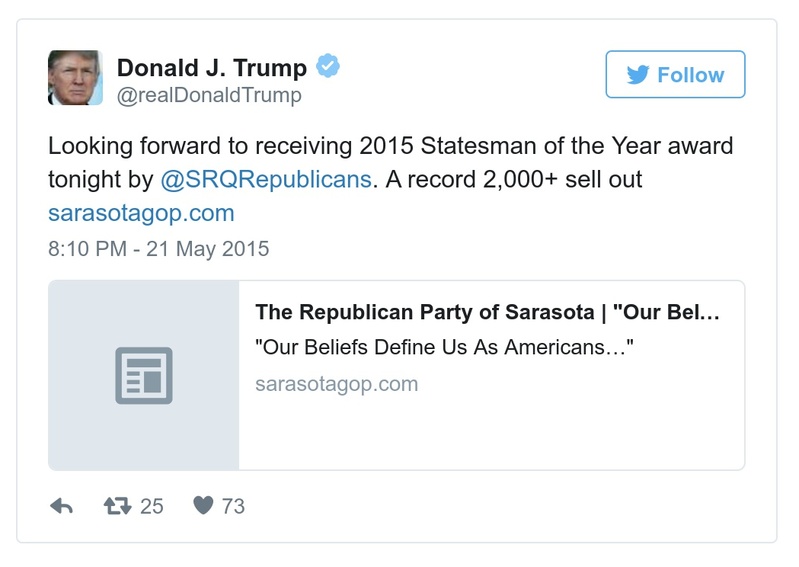 Donald J. Trump
@realDonaldTrump
Follow
Looking forward to receiving 2015 Statesman of the Year award
tonight by @SRQRepublicans. A record 2,000+ sell out
sarasotagop.com
8:10 PM - 21 May 2015
The Republican Party of Sarasota | "Our Bel…
"Our Beliefs Define Us As Americans…"
sarasotagop.com
25
73